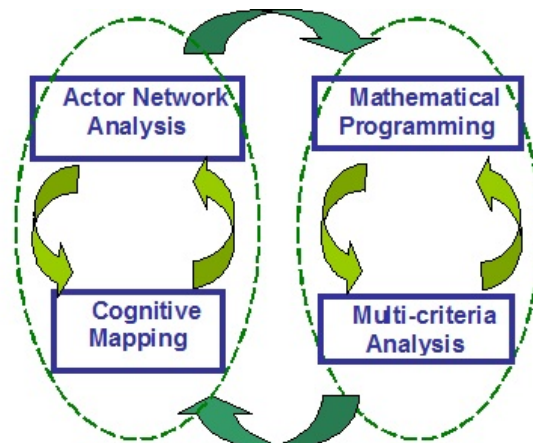 Actor Network
Analysis
Mathematical
Programming
Cognitive
Mapping
Multi-criteria
Analysis